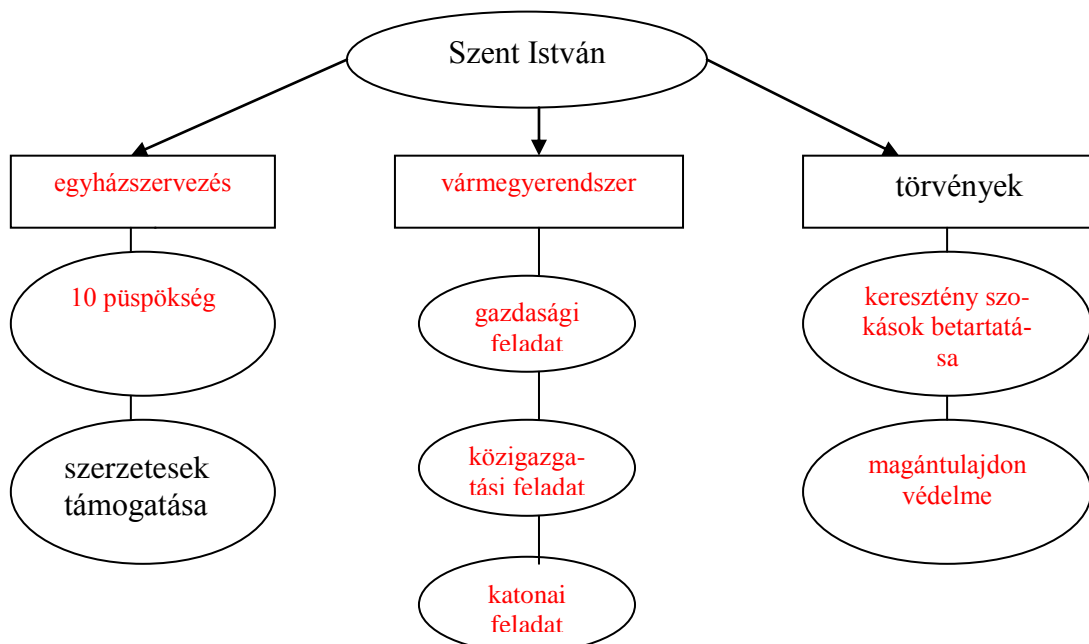 Szent István
egyházszervezés
vármegyerendszer
törvények
10 püspökség
gazdasági
feladat
keresztény szo-
kások betartatá-
sa
szerzetesek
támogatása
közigazga-
tási feladat
magántulajdon
védelme
katonai
feladat